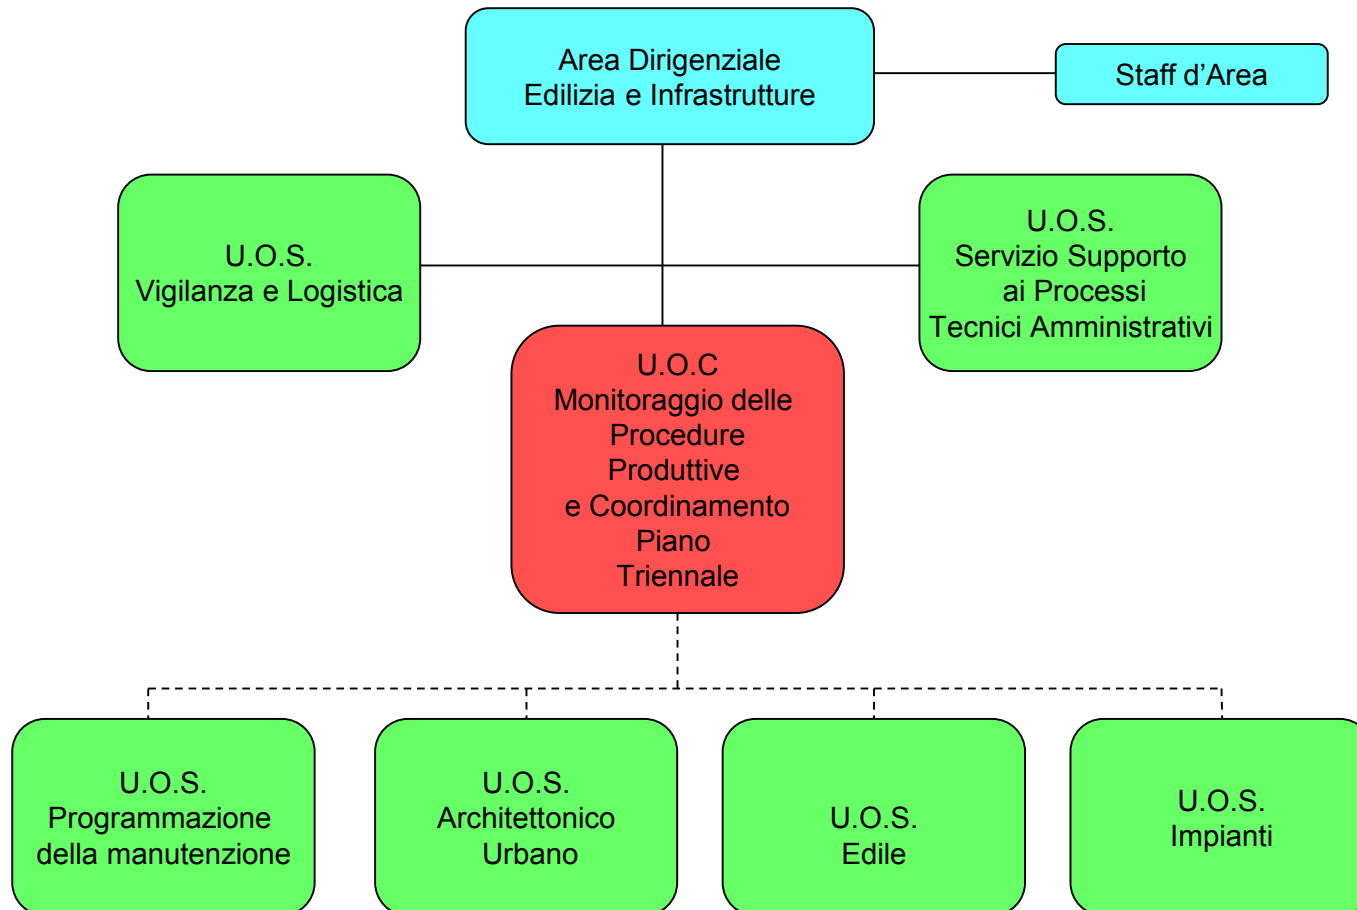 Area Dirigenziale
Edilizia e Infrastrutture
Staff d’Area
U.O.S.
Vigilanza e Logistica
U.O.S.
Servizio Supporto
ai Processi
Tecnici Amministrativi
U.O.C
Monitoraggio delle
Procedure
Produttive
e Coordinamento
Piano
Triennale
U.O.S.
Programmazione
della manutenzione
U.O.S.
Architettonico
Urbano
U.O.S.
Edile
U.O.S.
Impianti